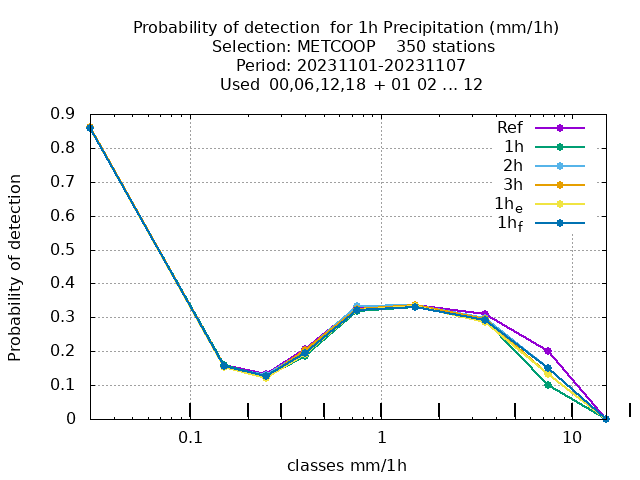 Probability of detection for 1h Precipitation (mm/1h)
Selection: METCOOP 350 stations
Period: 20231101-20231107
Used 00,06,12,18 + 01 02 ... 12
Probability of detection
0.9
0.8
0.7
0.6
0.5
0.4
0.3
0.2
0.1
0
Ref
1h
2h
3h
1he
1hf
0.1 1 10
classes mm/1h